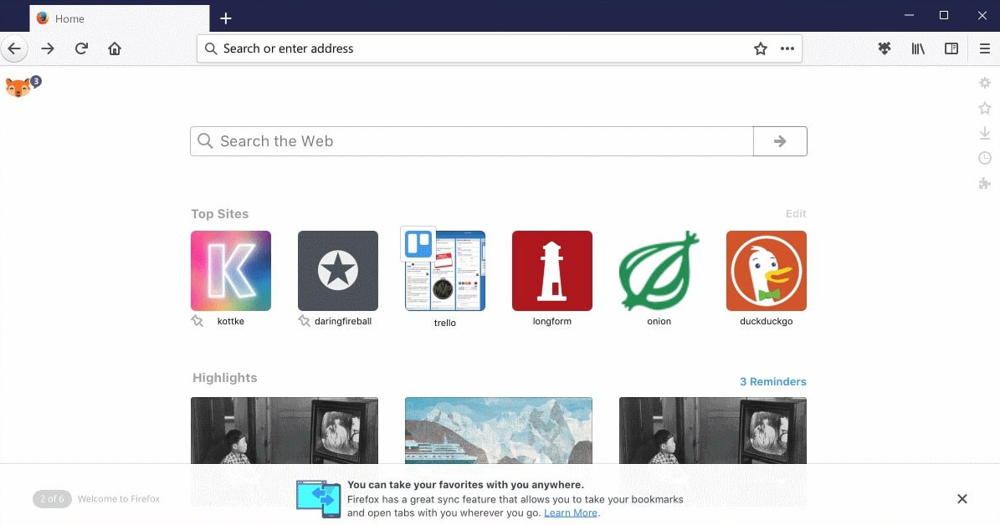 Home
Search or enter address
3
Search the Web
Top Sites
Edit
kottke
daringfireball
trello
longform
onion
duckduckgo
Highlights
3 Reminders
You can take your favorites with you anywhere.
2 of 6
Welcome to Firefox
Firefox has a great sync feature that allows you to take your bookmarks
and open tabs with you wherever you go. Learn More.